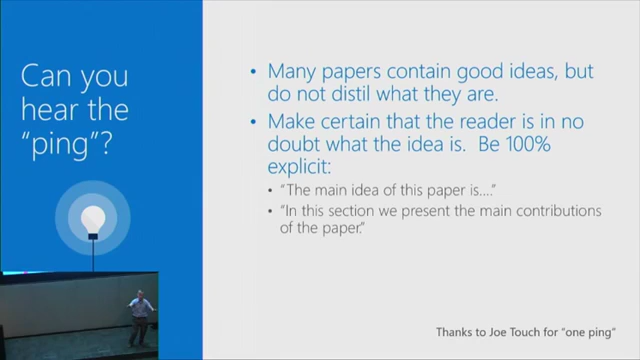 Can you
hear the
“ping”?
• Many papers contain good ideas, but
do not distil what they are.
• Make certain that the reader is in no
doubt what the idea is. Be 100%
explicit:
• “The main idea of this paper is....”
• “In this section we present the main contributions
of the paper.”
Thanks to Joe Touch for “one ping”